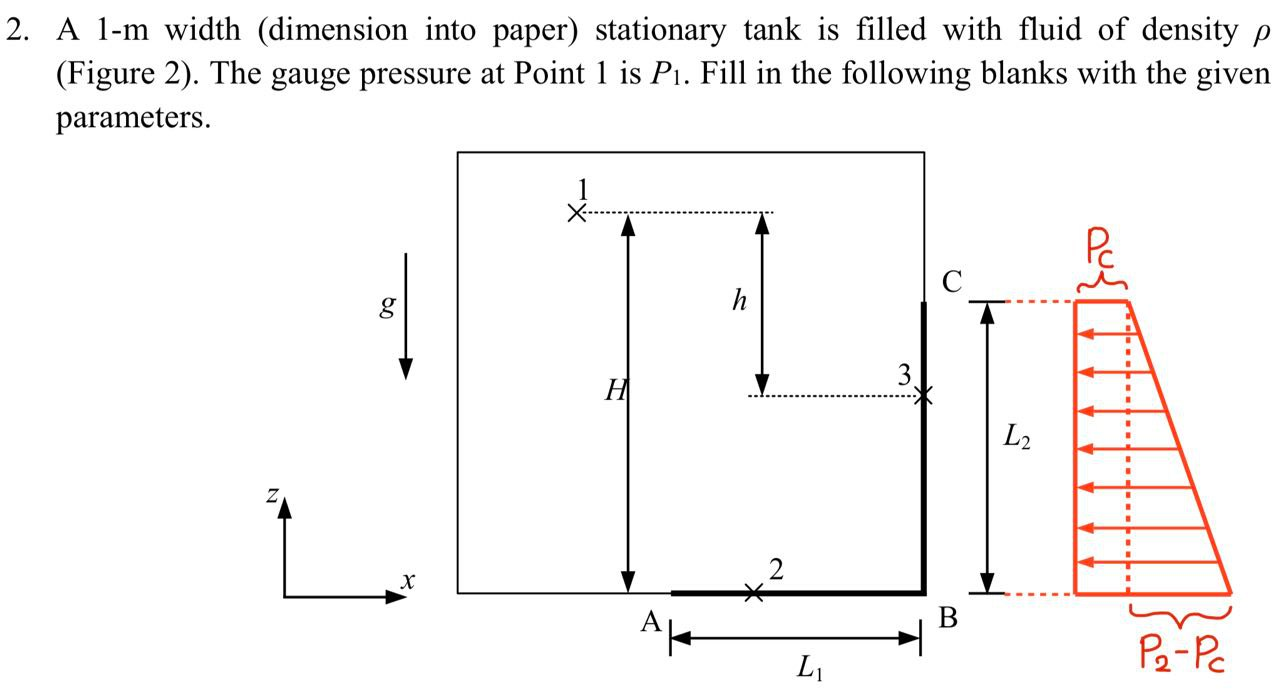 2. A 1-m width (dimension into paper) stationary tank is filled with fluid of density ρ
(Figure 2). The gauge pressure at Point 1 is P₁. Fill in the following blanks with the given
parameters.
1
P_C
g
h
C
H
3
L₂
z
x
2
A
B
L₁
P₂-P_C